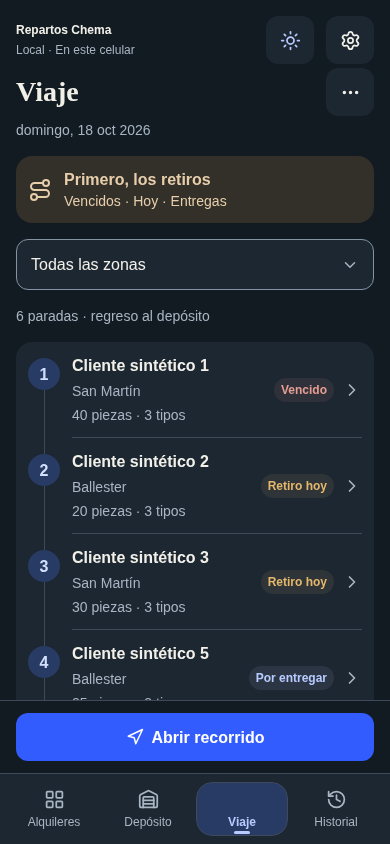 Repartos Chema
Local · En este celular
Viaje
domingo, 18 oct 2026
Primero, los retiros
Vencidos · Hoy · Entregas
Todas las zonas
6 paradas · regreso al depósito
1
Cliente sintético 1
San Martín
Vencido
40 piezas · 3 tipos
2
Cliente sintético 2
Ballester
Retiro hoy
20 piezas · 3 tipos
3
Cliente sintético 3
San Martín
Retiro hoy
30 piezas · 3 tipos
4
Cliente sintético 5
Ballester
Por entregar
Abrir recorrido
Alquileres
Depósito
Viaje
Historial